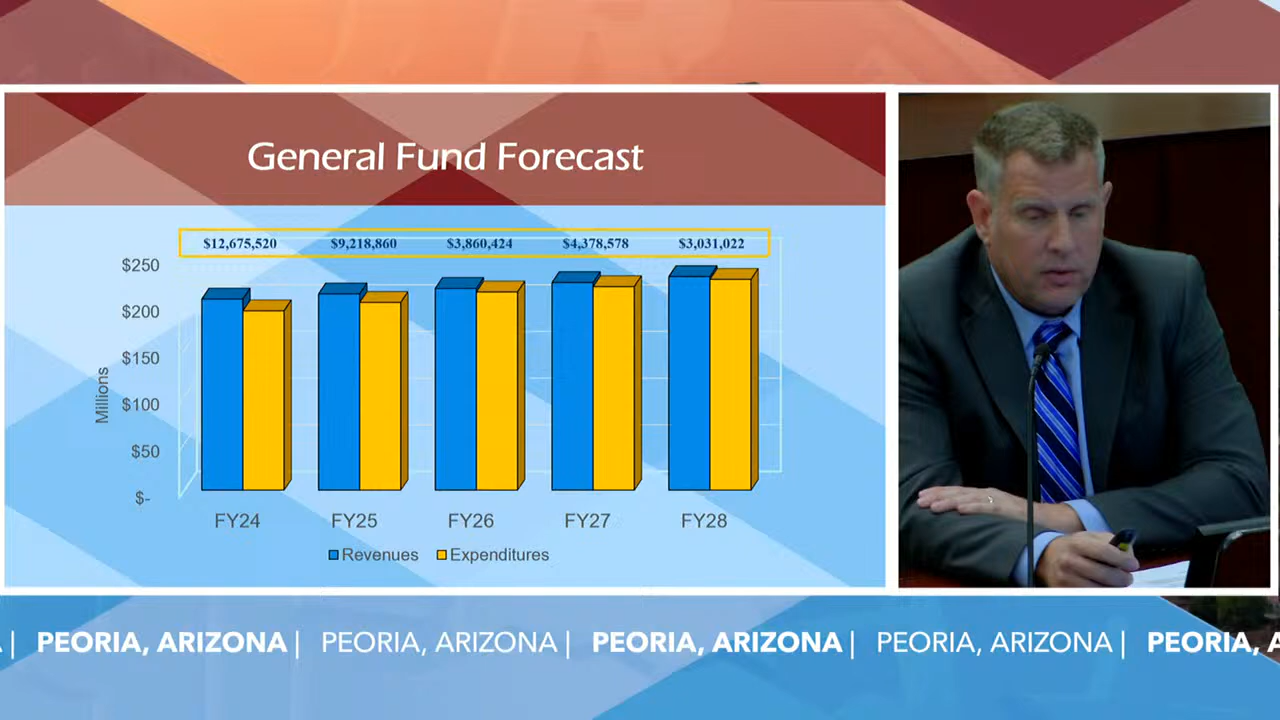 General Fund Forecast
$12,675,520 $9,218,860 $3,860,424 $4,378,578 $3,031,022
$250
$200
$150
$100
$50
$-
Millions
FY24 FY25 FY26 FY27 FY28
Revenues Expenditures
A | PEORIA, ARIZONA | PEORIA, ARIZONA | PEORIA, ARIZONA | PEORIA, ARIZONA | PEORIA, A